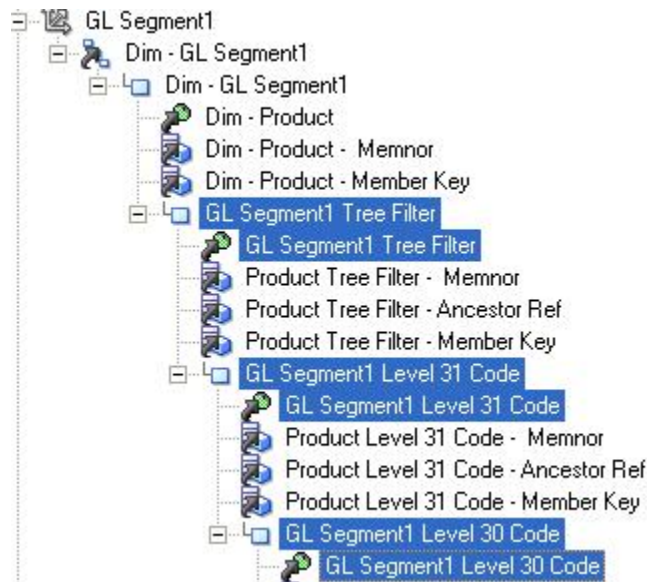 GL Segment1
Dim - GL Segment1
Dim - GL Segment1
Dim - Product
Dim - Product - Memnor
Dim - Product - Member Key
GL Segment1 Tree Filter
GL Segment1 Tree Filter
Product Tree Filter - Memnor
Product Tree Filter - Ancestor Ref
Product Tree Filter - Member Key
GL Segment1 Level 31 Code
GL Segment1 Level 31 Code
Product Level 31 Code - Memnor
Product Level 31 Code - Ancestor Ref
Product Level 31 Code - Member Key
GL Segment1 Level 30 Code
GL Segment1 Level 30 Code